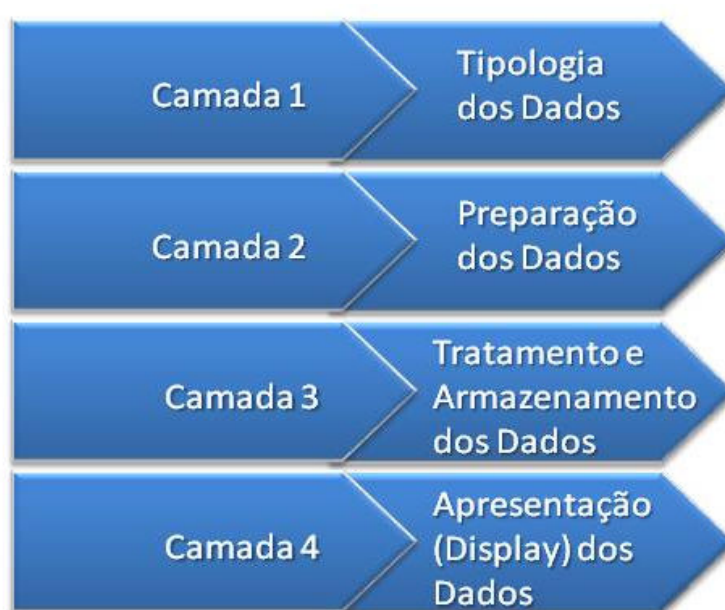 Camada 1
Tipologia
dos Dados
Camada 2
Preparação
dos Dados
Camada 3
Tratamento e
Armazenamento
dos Dados
Camada 4
Apresentação
(Display) dos
Dados